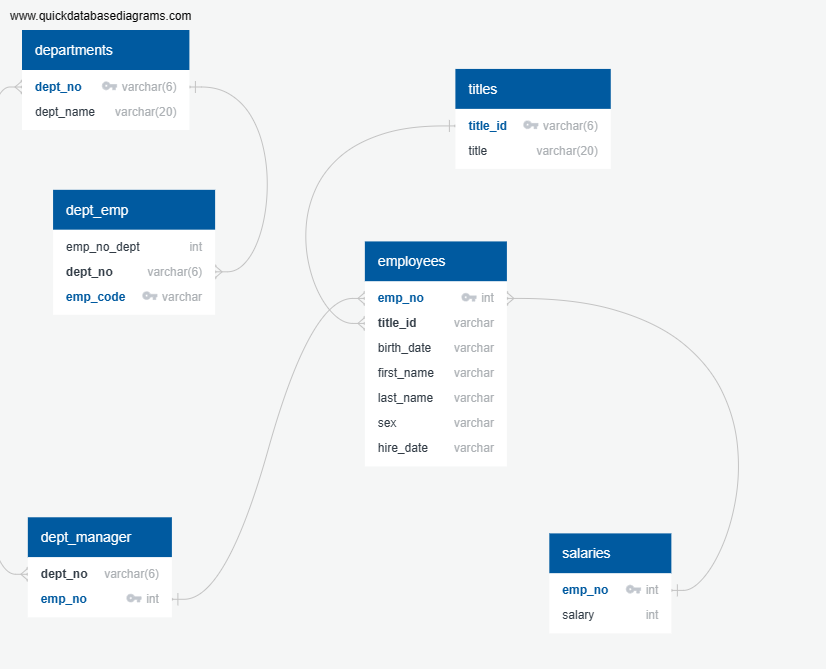 www.quickdatabasediagrams.com
departments
dept_no varchar(6)
dept_name varchar(20)
titles
title_id varchar(6)
title varchar(20)
dept_emp
emp_no_dept int
dept_no varchar(6)
emp_code varchar
employees
emp_no int
title_id varchar
birth_date varchar
first_name varchar
last_name varchar
sex varchar
hire_date varchar
dept_manager
dept_no varchar(6)
emp_no int
salaries
emp_no int
salary int